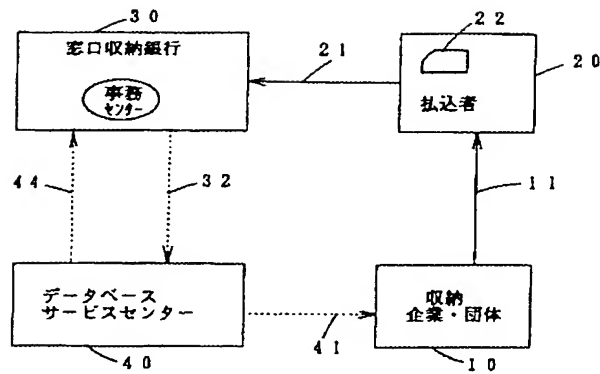 30
窓口収納銀行
事務
センター
21
22
払込者
20
44
32
11
データベース
サービスセンター
40
41
収納
企業・団体
10